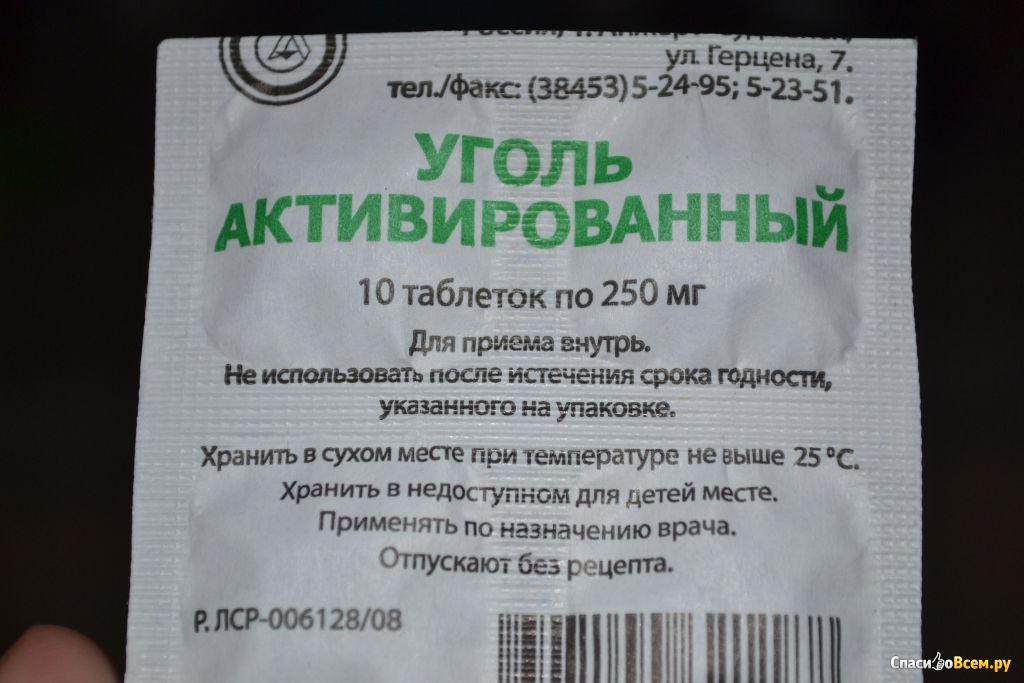 ул. Герцена, 7.
тел./факс: (38453) 5-24-95; 5-23-51.
УГОЛЬ
АКТИВИРОВАННЫЙ
10 таблеток по 250 мг
Для приема внутрь.
Не использовать после истечения срока годности,
указанного на упаковке.
Хранить в сухом месте при температуре не выше 25 °С.
Хранить в недоступном для детей месте.
Применять по назначению врача.
Отпускают без рецепта.
Р. ЛСР-006128/08
СпасибоВсем.ру